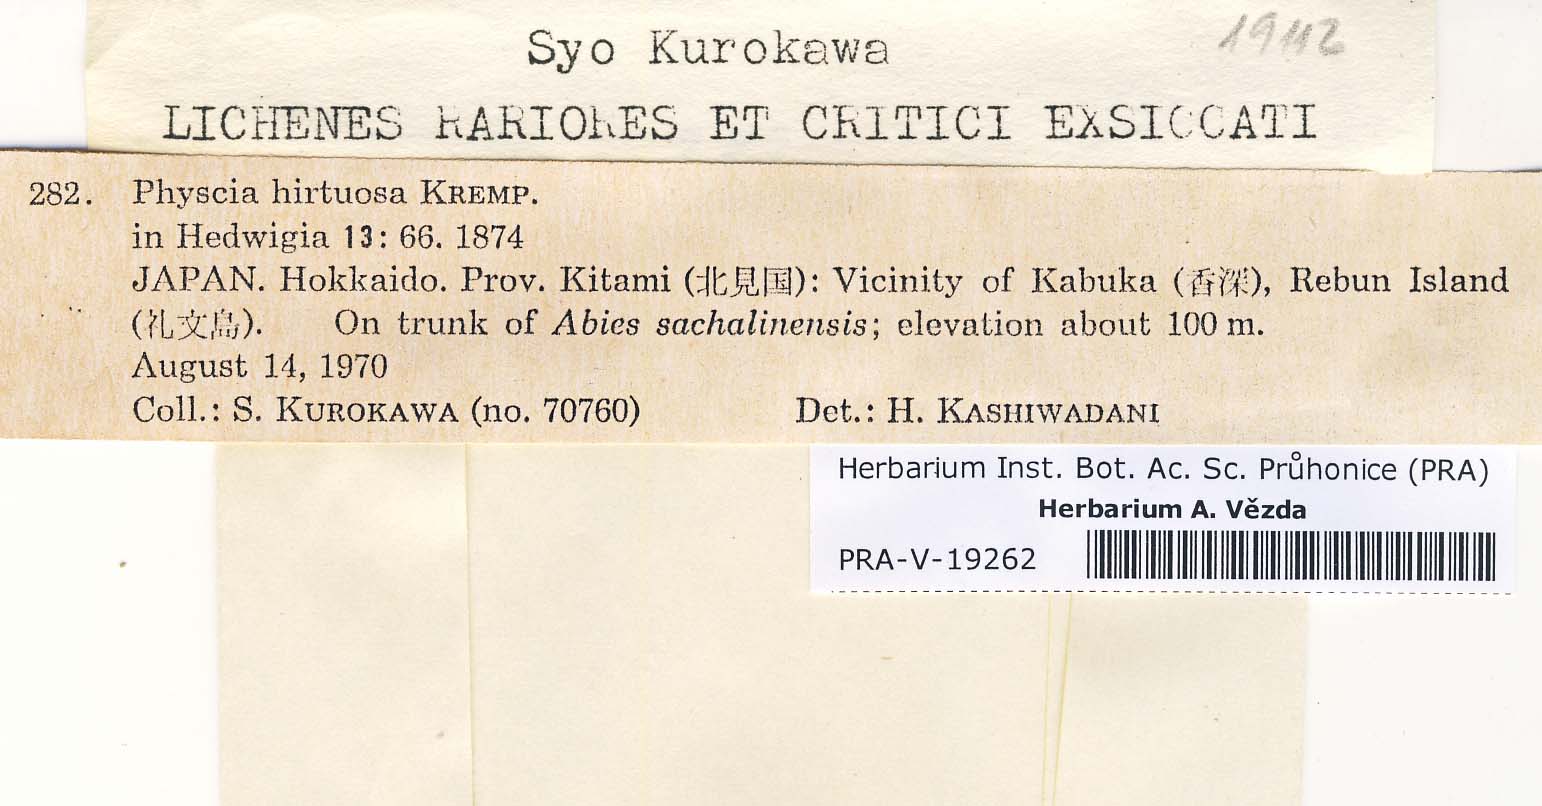 Syo Kurokawa
LICHENES RARIORES ET CRITICI EXSICCATI
282. Physcia hirtuosa KREMP.
in Hedwigia 13: 66. 1874
JAPAN. Hokkaido. Prov. Kitami (北見国): Vicinity of Kabuka (香深), Rebun Island
(礼文島). On trunk of Abies sachalinensis; elevation about 100 m.
August 14, 1970
Coll.: S. KUROKAWA (no. 70760) Det.: H. KASHIWADANI
Herbarium Inst. Bot. Ac. Sc. Průhonice (PRA)
Herbarium A. Vězda
PRA-V-19262